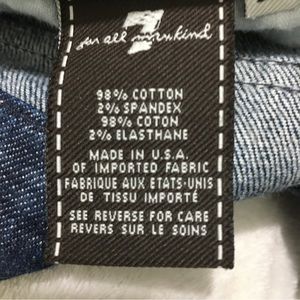 7
for all mankind
98% COTTON
2% SPANDEX
98% COTON
2% ELASTHANE
MADE IN U.S.A.
OF IMPORTED FABRIC
FABRIQUE AUX ETATS-UNIS
DE TISSU IMPORTÉ
SEE REVERSE FOR CARE
REVERS SUR LE SOINS